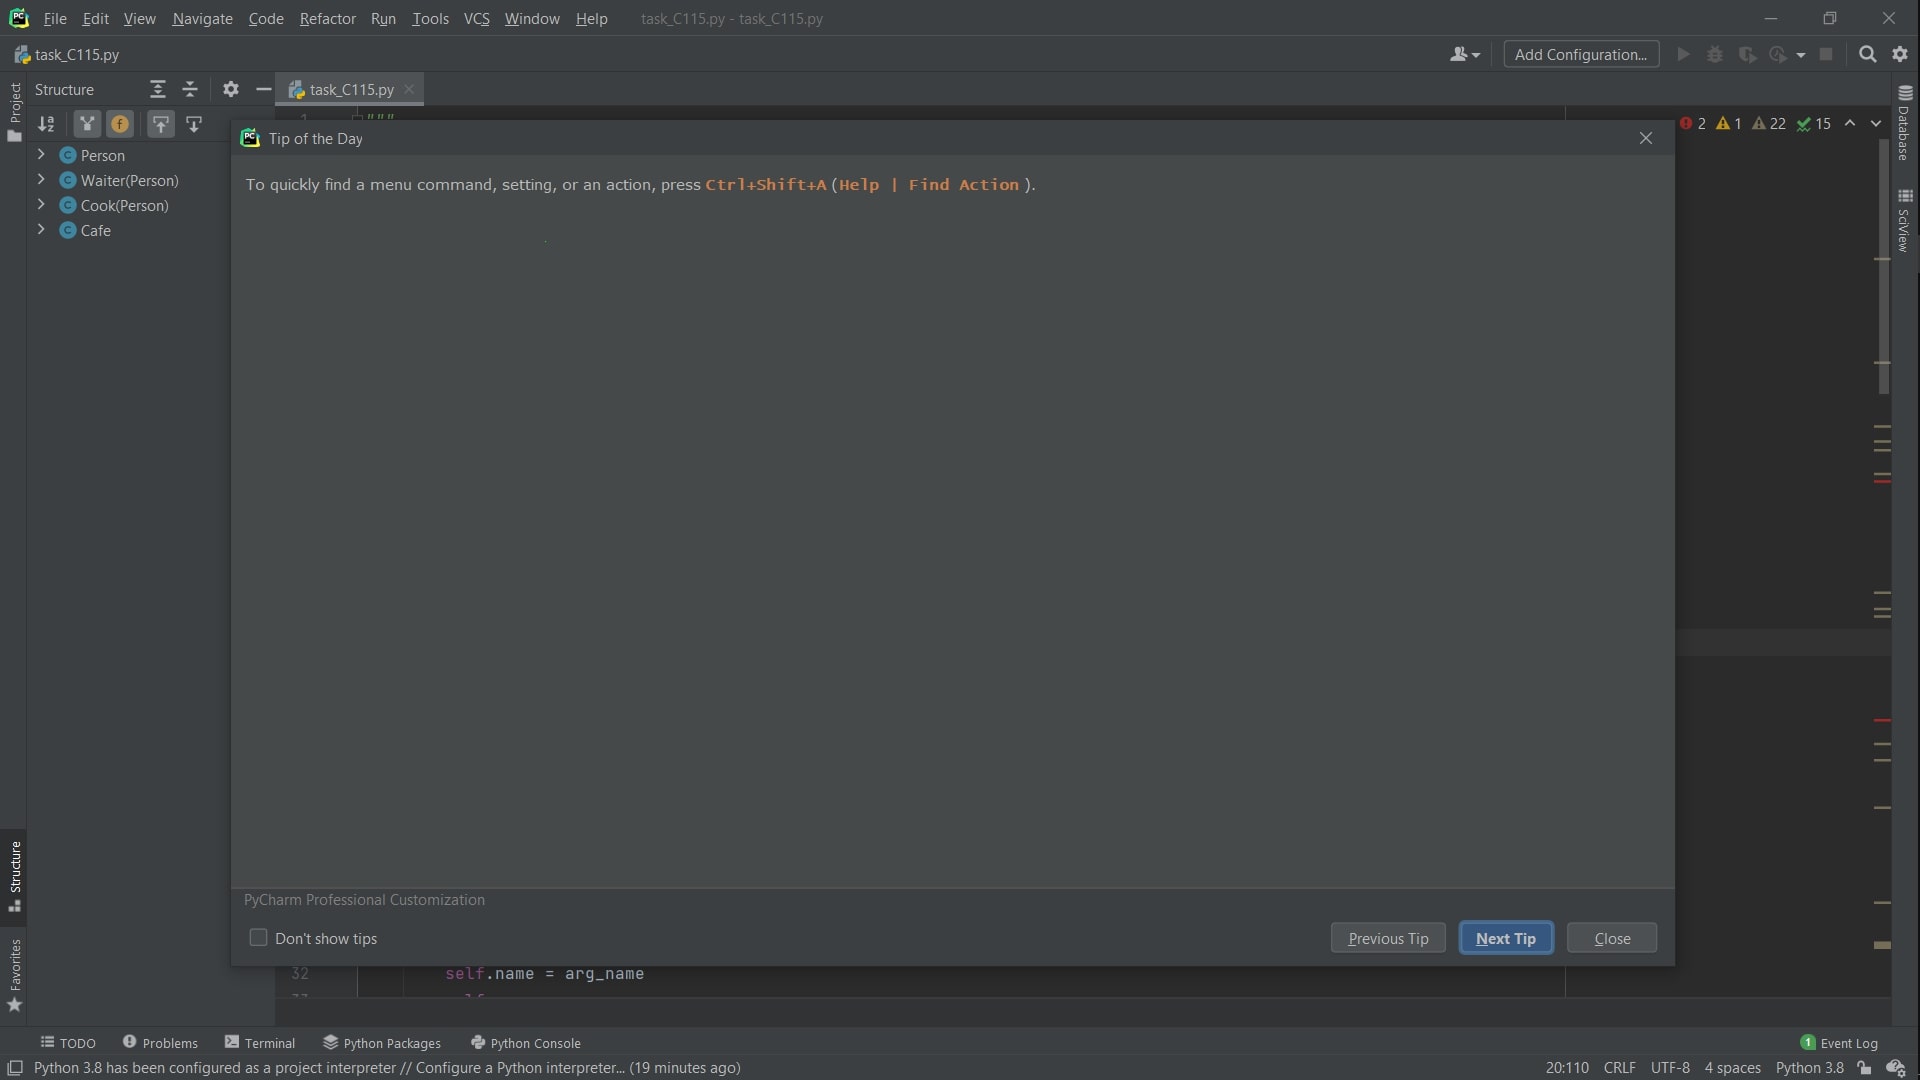 File Edit View Navigate Code Refactor Run Tools VCS Window Help task_C115.py - task_C115.py
task_C115.py Add Configuration...
Project Structure task_C115.py
1 """
Tip of the Day
2 1 22 15
Database
SciView
Person
Waiter(Person)
Cook(Person)
Cafe
To quickly find a menu command, setting, or an action, press Ctrl+Shift+A (Help | Find Action ).
PyCharm Professional Customization
Don't show tips Previous Tip Next Tip Close
Structure
Favorites
32 self.name = arg_name
TODO Problems Terminal Python Packages Python Console 1 Event Log
Python 3.8 has been configured as a project interpreter // Configure a Python interpreter... (19 minutes ago) 20:110 CRLF UTF-8 4 spaces Python 3.8